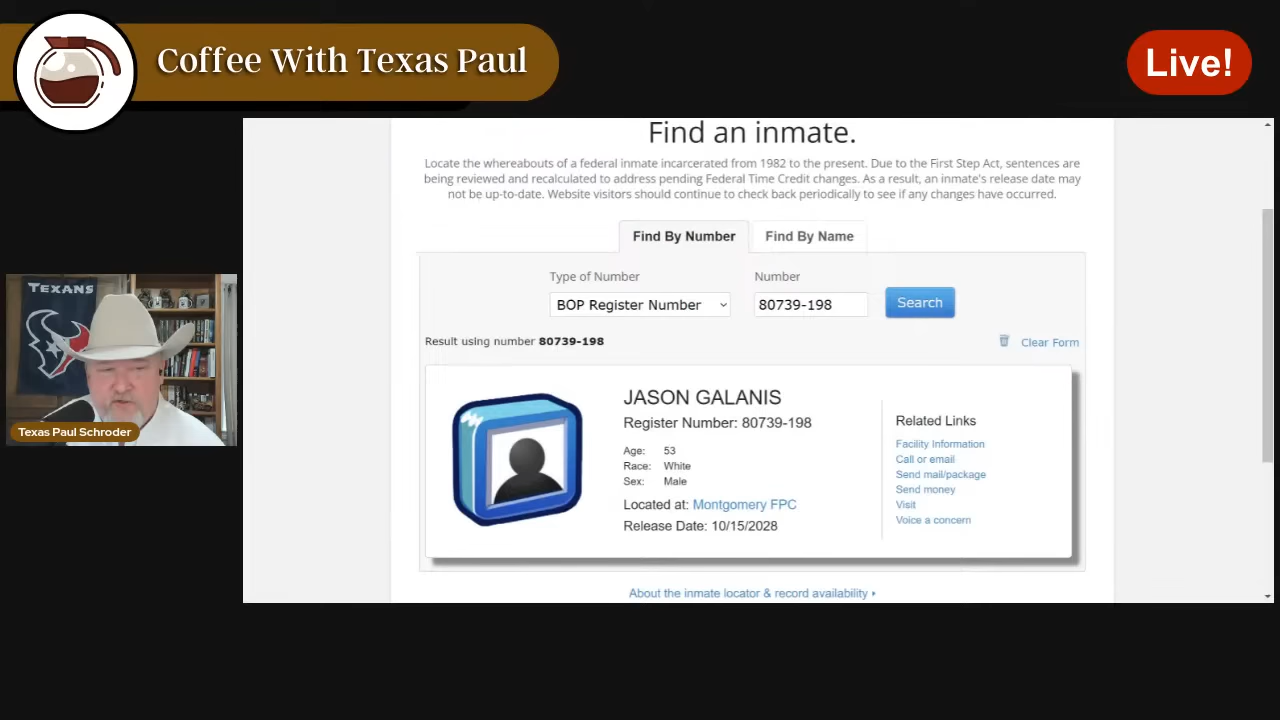 Coffee With Texas Paul
Live!
Find an inmate.
Locate the whereabouts of a federal inmate incarcerated from 1982 to the present. Due to the First Step Act, sentences are
being reviewed and recalculated to address pending Federal Time Credit changes. As a result, an inmate's release date may
not be up-to-date. Website visitors should continue to check back periodically to see if any changes have occurred.
Find By Number
Find By Name
Type of Number
Number
BOP Register Number
80739-198
Search
Result using number 80739-198
Clear Form
JASON GALANIS
Register Number: 80739-198
Age: 53
Race: White
Sex: Male
Located at: Montgomery FPC
Release Date: 10/15/2028
Related Links
Facility Information
Call or email
Send mail/package
Send money
Visit
Voice a concern
About the inmate locator & record availability
TEXANS
Texas Paul Schroder